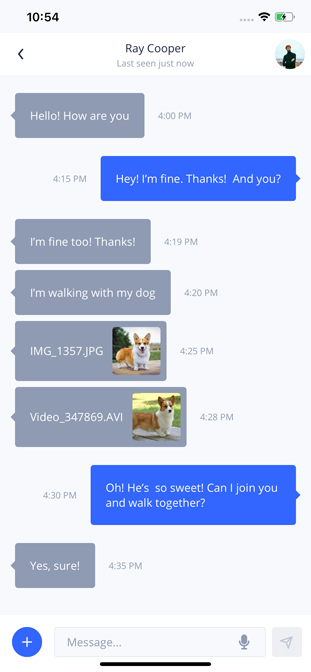 10:54
Ray Cooper
Last seen just now
Hello! How are you
4:00 PM
4:15 PM
Hey! I'm fine. Thanks!  And you?
I'm fine too! Thanks!
4:19 PM
I'm walking with my dog
4:20 PM
IMG_1357.JPG
4:25 PM
Video_347869.AVI
4:28 PM
4:30 PM
Oh! He's  so sweet! Can I join you
and walk together?
Yes, sure!
4:35 PM
Message...